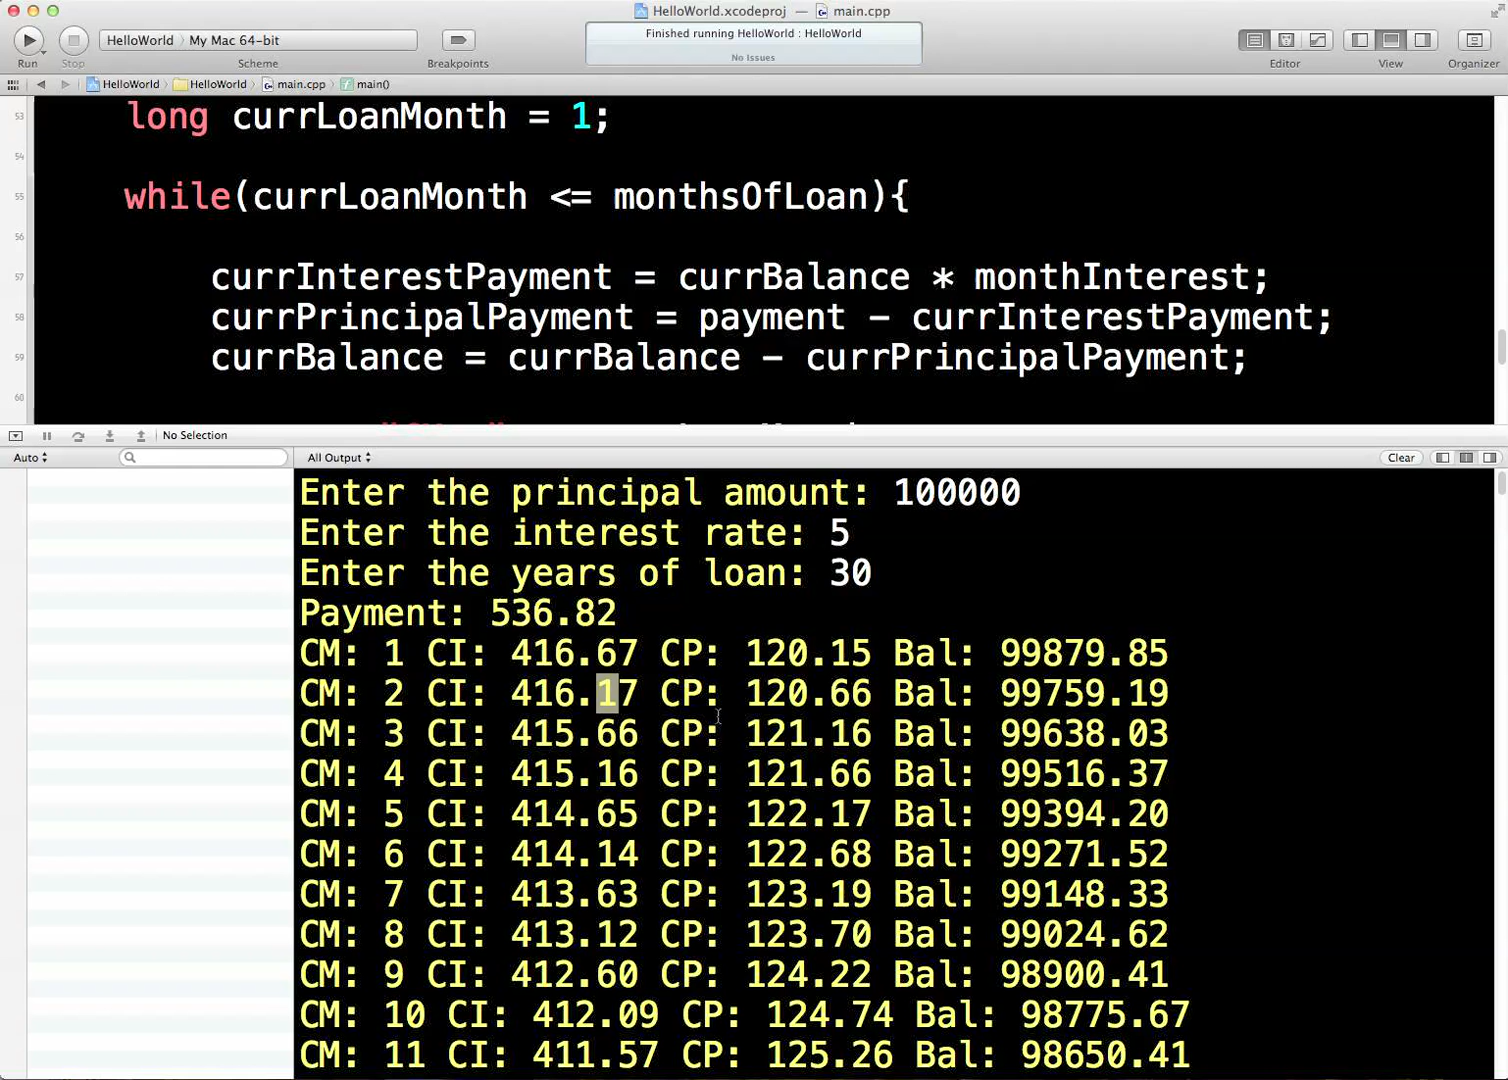 HelloWorld.xcodeproj — main.cpp
HelloWorld My Mac 64-bit
Finished running HelloWorld : HelloWorld
No Issues
Run Stop Scheme Breakpoints Editor View Organizer
HelloWorld HelloWorld main.cpp main()
53 long currLoanMonth = 1;
54
55 while(currLoanMonth <= monthsOfLoan){
56
57 currInterestPayment = currBalance * monthInterest;
58 currPrincipalPayment = payment - currInterestPayment;
59 currBalance = currBalance - currPrincipalPayment;
60
No Selection
Auto All Output Clear
Enter the principal amount: 100000
Enter the interest rate: 5
Enter the years of loan: 30
Payment: 536.82
CM: 1 CI: 416.67 CP: 120.15 Bal: 99879.85
CM: 2 CI: 416.17 CP: 120.66 Bal: 99759.19
CM: 3 CI: 415.66 CP: 121.16 Bal: 99638.03
CM: 4 CI: 415.16 CP: 121.66 Bal: 99516.37
CM: 5 CI: 414.65 CP: 122.17 Bal: 99394.20
CM: 6 CI: 414.14 CP: 122.68 Bal: 99271.52
CM: 7 CI: 413.63 CP: 123.19 Bal: 99148.33
CM: 8 CI: 413.12 CP: 123.70 Bal: 99024.62
CM: 9 CI: 412.60 CP: 124.22 Bal: 98900.41
CM: 10 CI: 412.09 CP: 124.74 Bal: 98775.67
CM: 11 CI: 411.57 CP: 125.26 Bal: 98650.41